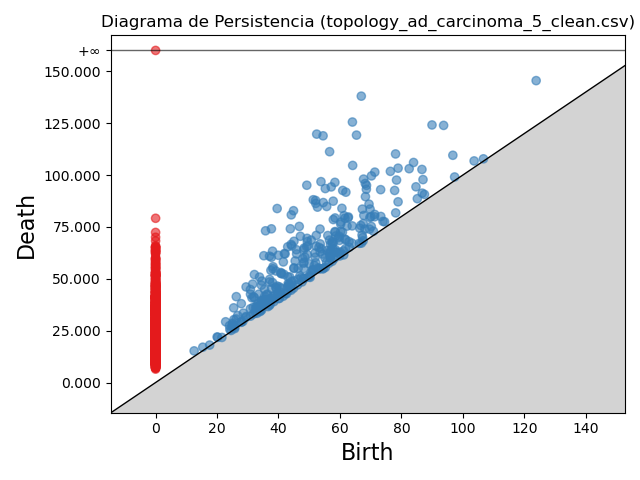 Diagrama de Persistencia (topology_ad_carcinoma_5_clean.csv)
+∞
150.000
125.000
100.000
75.000
50.000
25.000
0.000
Death
0 20 40 60 80 100 120 140
Birth